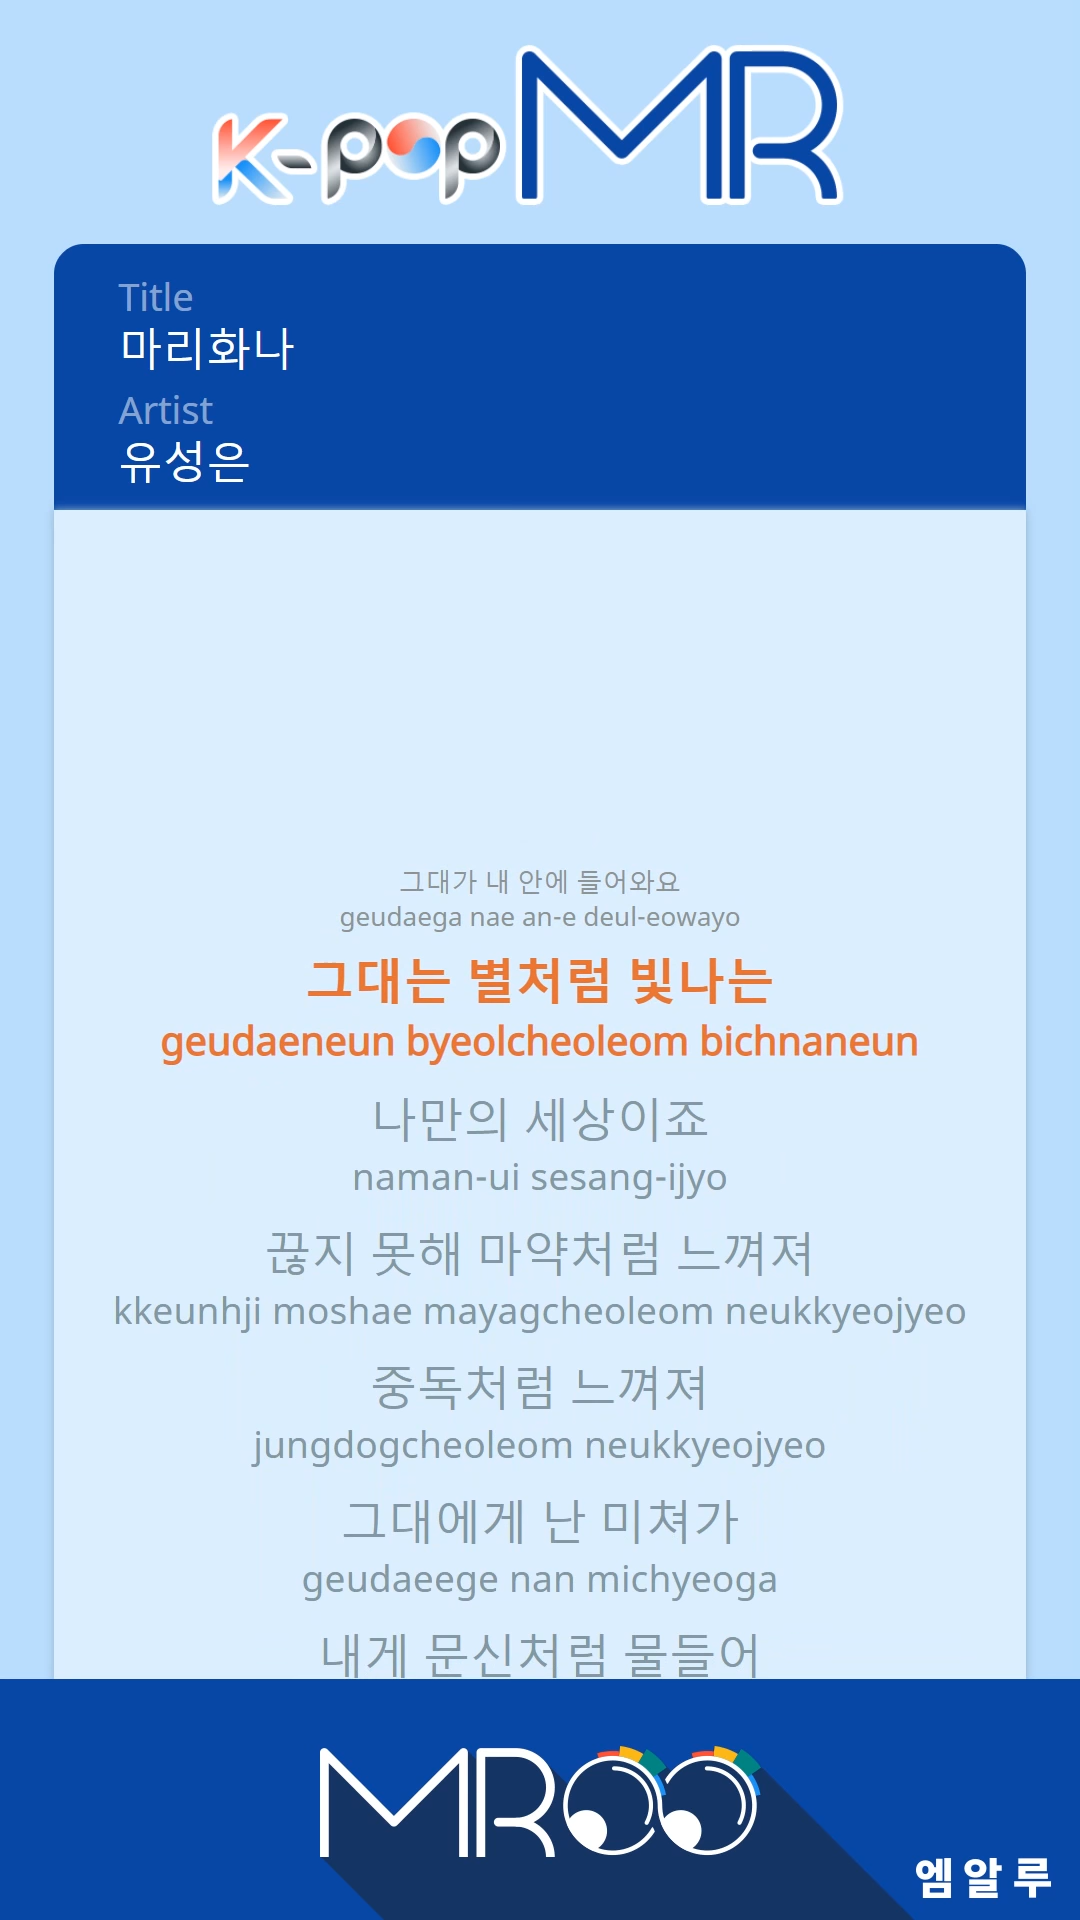 K-pop MR
Title
마리화나
Artist
유성은
그대가 내 안에 들어와요
geudaega nae an-e deul-eowayo
그대는 별처럼 빛나는
geudaeneun byeolcheoleom bichnaneun
나만의 세상이죠
naman-ui sesang-ijyo
끊지 못해 마약처럼 느껴져
kkeunhji moshae mayagcheoleom neukkyeojyeo
중독처럼 느껴져
jungdogcheoleom neukkyeojyeo
그대에게 난 미쳐가
geudaeege nan michyeoga
내게 문신처럼 물들어
MROO
엠알루